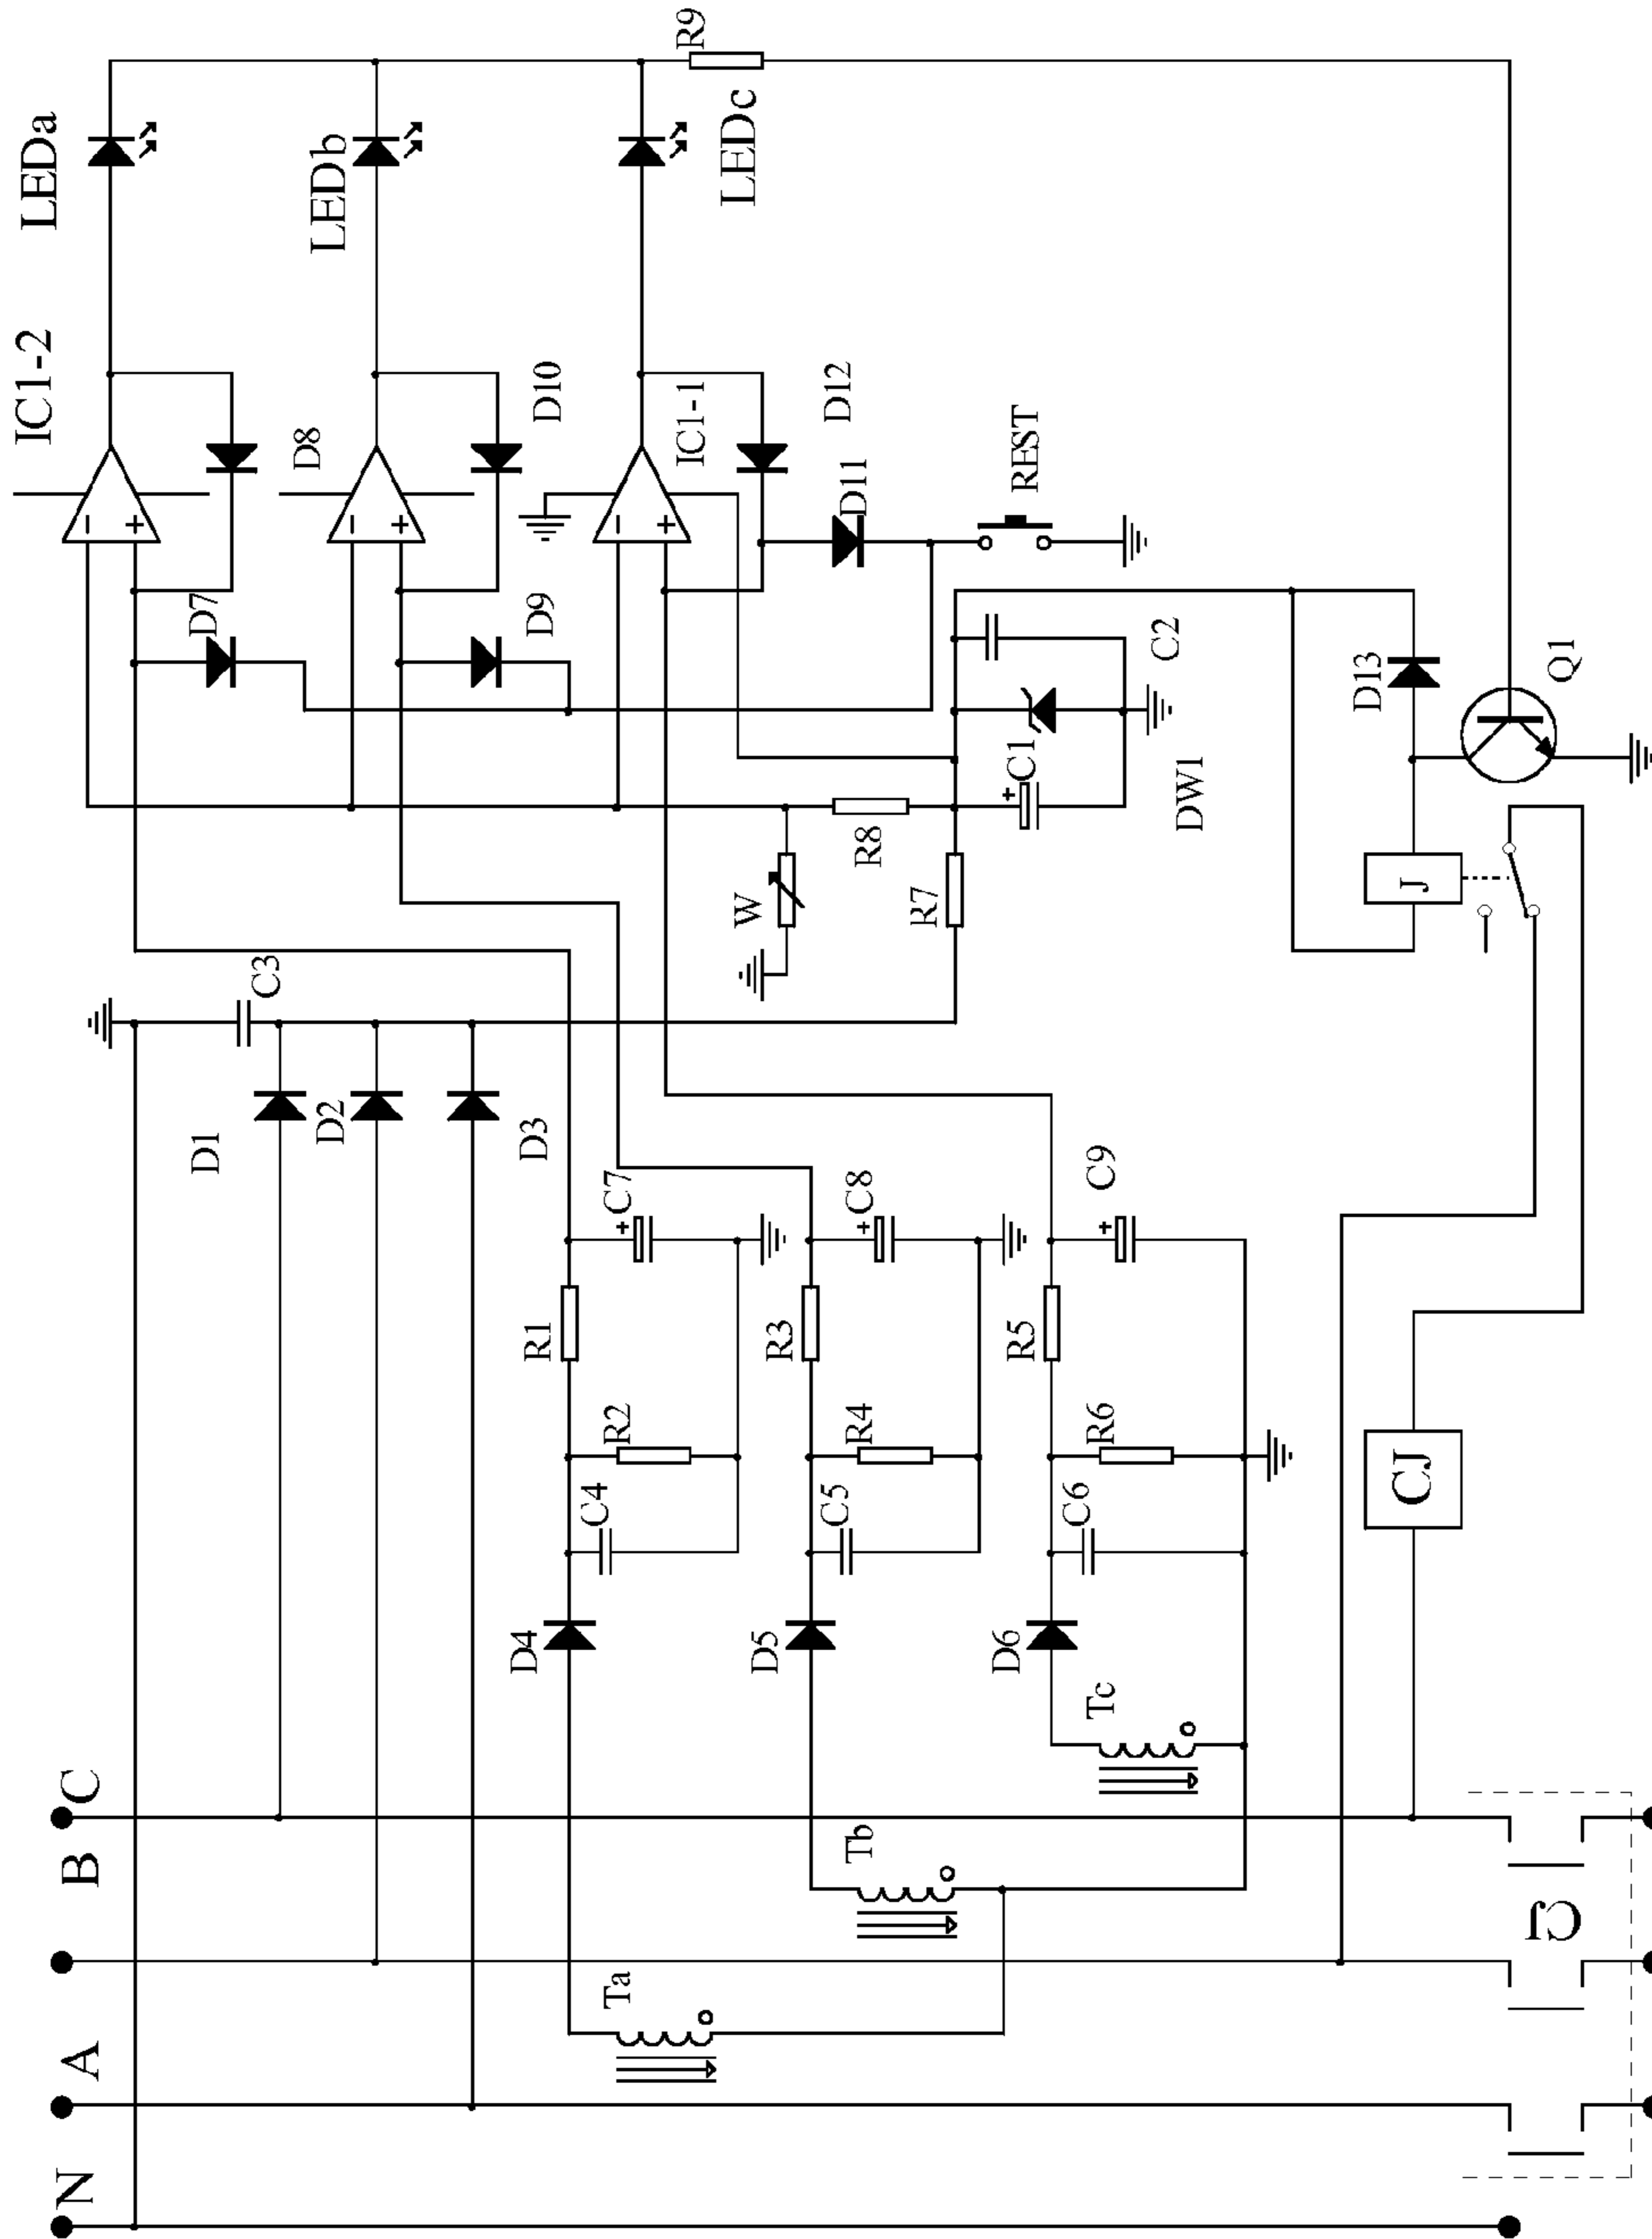 LEDa
IC1-2
R9
LEDb
D8
D10
LEDc
IC1-1
D12
D11
REST
D7
D9
C2
C1
DW1
D13
Q1
R8
W
R7
J
C3
D1
D2
D3
C7
C8
C9
R1
R3
R5
R2
R4
R6
C4
C5
C6
CJ
D4
D5
D6
Tc
Tb
Ta
C
B
A
N
CJ